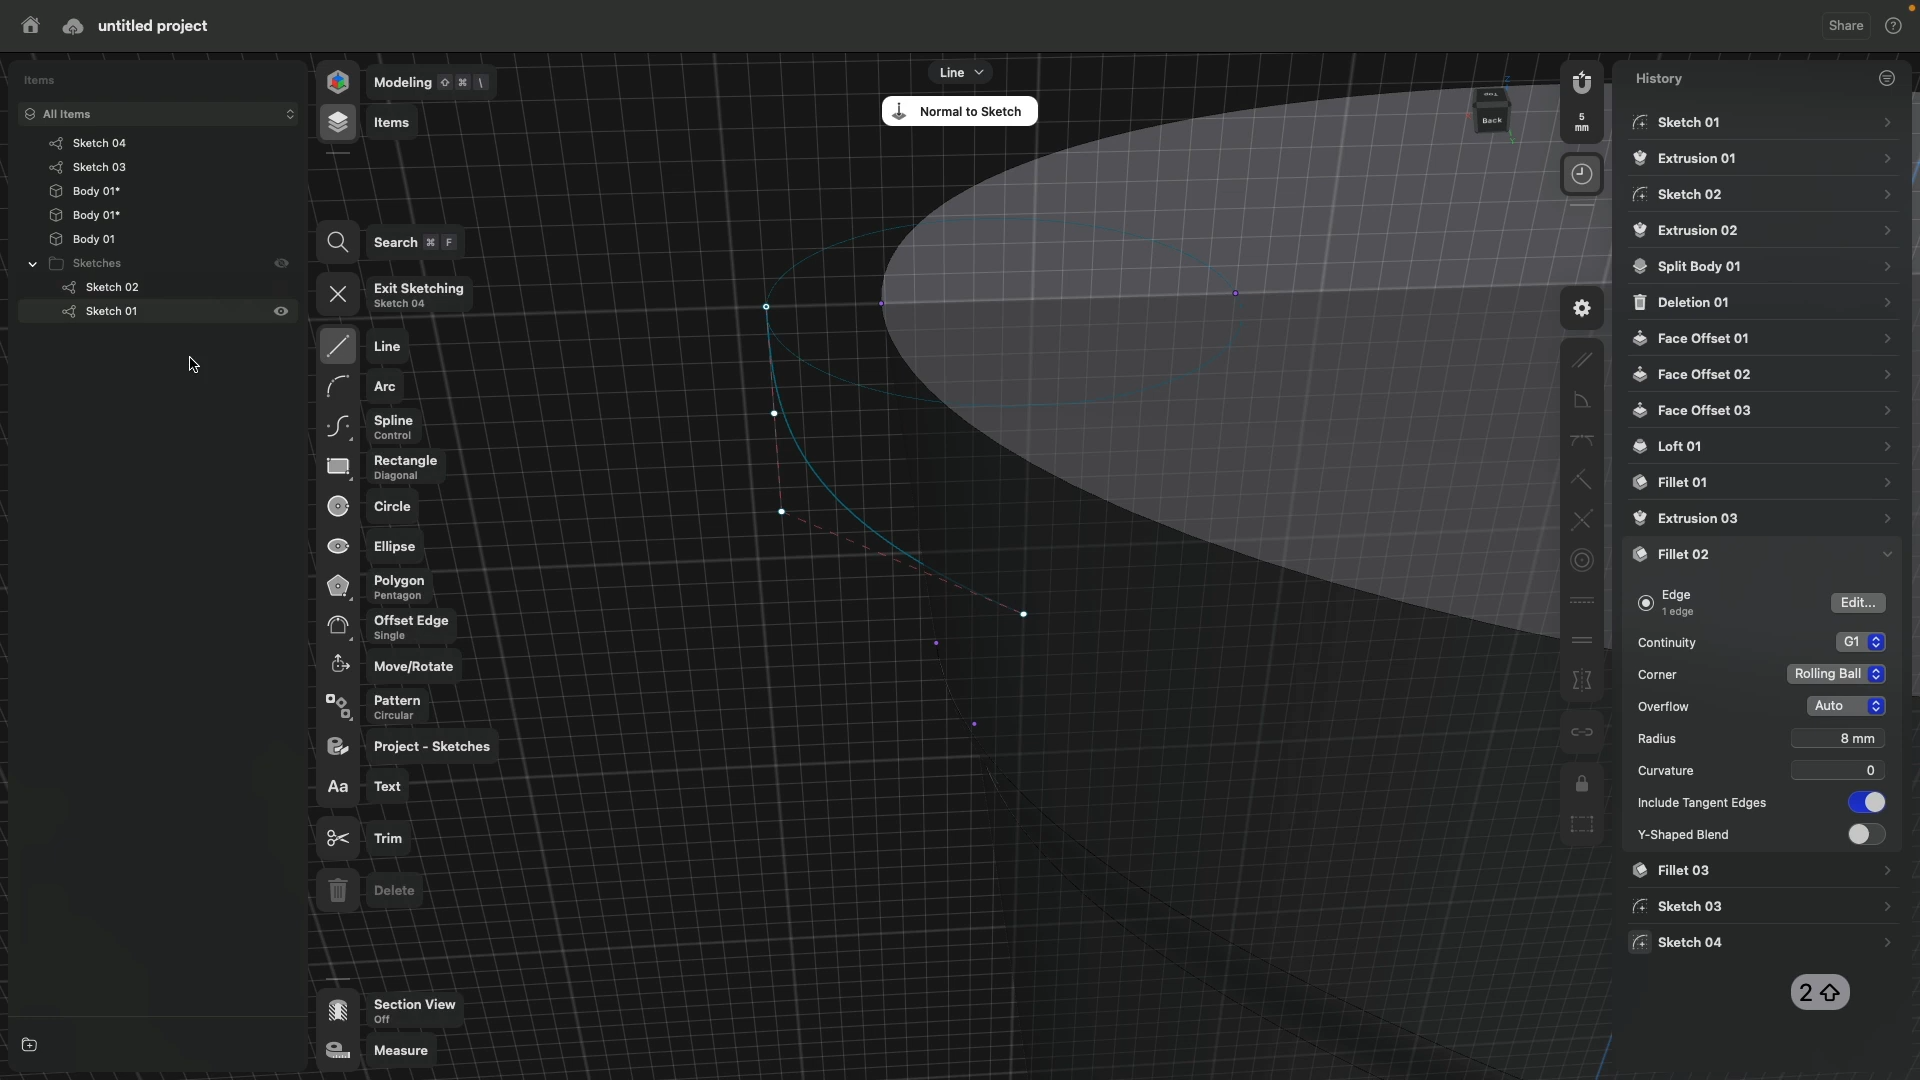 untitled project
Share
Items
All Items
Sketch 04
Sketch 03
Body 01*
Body 01*
Body 01
Sketches
Sketch 02
Sketch 01
Modeling ⇧ ⌘ \
Items
Search ⌘ F
Exit Sketching
Sketch 04
Line
Arc
Spline
Control
Rectangle
Diagonal
Circle
Ellipse
Polygon
Pentagon
Offset Edge
Single
Move/Rotate
Pattern
Circular
Project - Sketches
Aa Text
Trim
Delete
Section View
Off
Measure
Line
Normal to Sketch
Top
Back
5
mm
History
Sketch 01
Extrusion 01
Sketch 02
Extrusion 02
Split Body 01
Deletion 01
Face Offset 01
Face Offset 02
Face Offset 03
Loft 01
Fillet 01
Extrusion 03
Fillet 02
Edge
1 edge
Edit...
Continuity G1
Corner Rolling Ball
Overflow Auto
Radius 8 mm
Curvature 0
Include Tangent Edges
Y-Shaped Blend
Fillet 03
Sketch 03
Sketch 04
2 ⇧